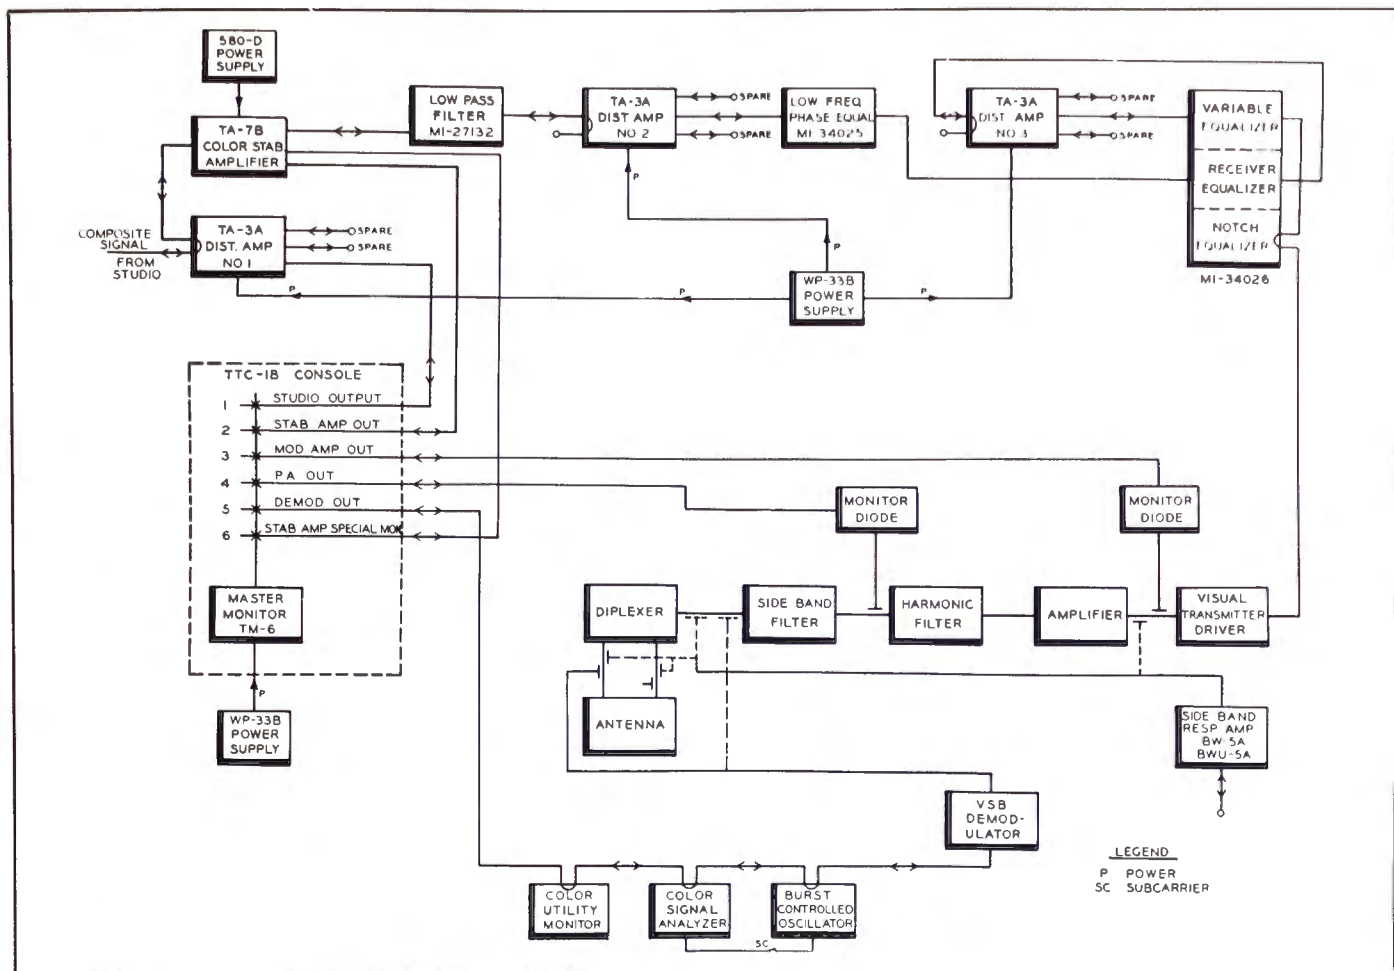 580-D
POWER
SUPPLY
TA-7B
COLOR STAB.
AMPLIFIER
LOW PASS
FILTER
MI-27132
TA-3A
DIST AMP
NO 2
SPARE
SPARE
LOW FREQ
PHASE EQUAL
MI 34025
TA-3A
DIST AMP
NO.3
SPARE
SPARE
VARIABLE
EQUALIZER
RECEIVER
EQUALIZER
NOTCH
EQUALIZER
MI-34026
COMPOSITE
SIGNAL
FROM
STUDIO
TA-3A
DIST. AMP
NO 1
SPARE
SPARE
P
P
P
P
WP-33B
POWER
SUPPLY
TTC-1B CONSOLE
1 STUDIO OUTPUT
2 STAB AMP OUT
3 MOD AMP OUT
4 PA OUT
5 DEMOD OUT
6 STAB AMP SPECIAL MON
MASTER
MONITOR
TM-6
P
WP-33B
POWER
SUPPLY
MONITOR
DIODE
MONITOR
DIODE
DIPLEXER
SIDE BAND
FILTER
HARMONIC
FILTER
AMPLIFIER
VISUAL
TRANSMITTER
DRIVER
ANTENNA
SIDE BAND
RESP AMP
BW-5A
BWU-5A
VSB
DEMOD-
ULATOR
COLOR
UTILITY
MONITOR
COLOR
SIGNAL
ANALYZER
BURST
CONTROLLED
OSCILLATOR
SC
LEGEND
P POWER
SC SUBCARRIER